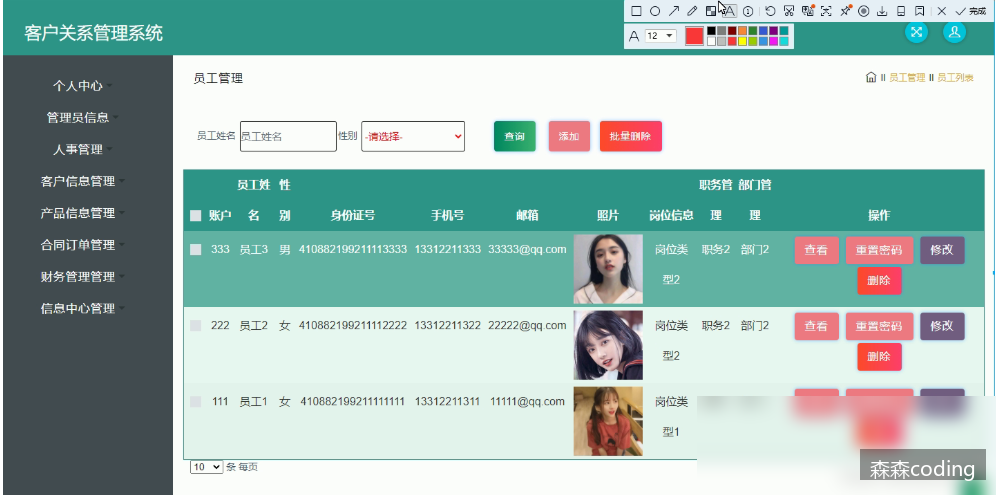 客户关系管理系统
完成
A 12
个人中心
管理员信息
人事管理
客户信息管理
产品信息管理
合同订单管理
财务管理管理
信息中心管理
员工管理
员工管理 员工列表
员工姓名 员工姓名 性别 -请选择- 查询 添加 批量删除
账户 员工姓名 性别 身份证号 手机号 邮箱 照片 岗位信息 职务管理 部门管理 操作
333 员工3 男 410882199211113333 13312211333 33333@qq.com 岗位类型2 职务2 部门2 查看 重置密码 修改 删除
222 员工2 女 410882199211112222 13312211322 22222@qq.com 岗位类型2 职务2 部门2 查看 重置密码 修改 删除
111 员工1 女 410882199211111111 13312211311 11111@qq.com 岗位类型1
10 条 每页
森森coding